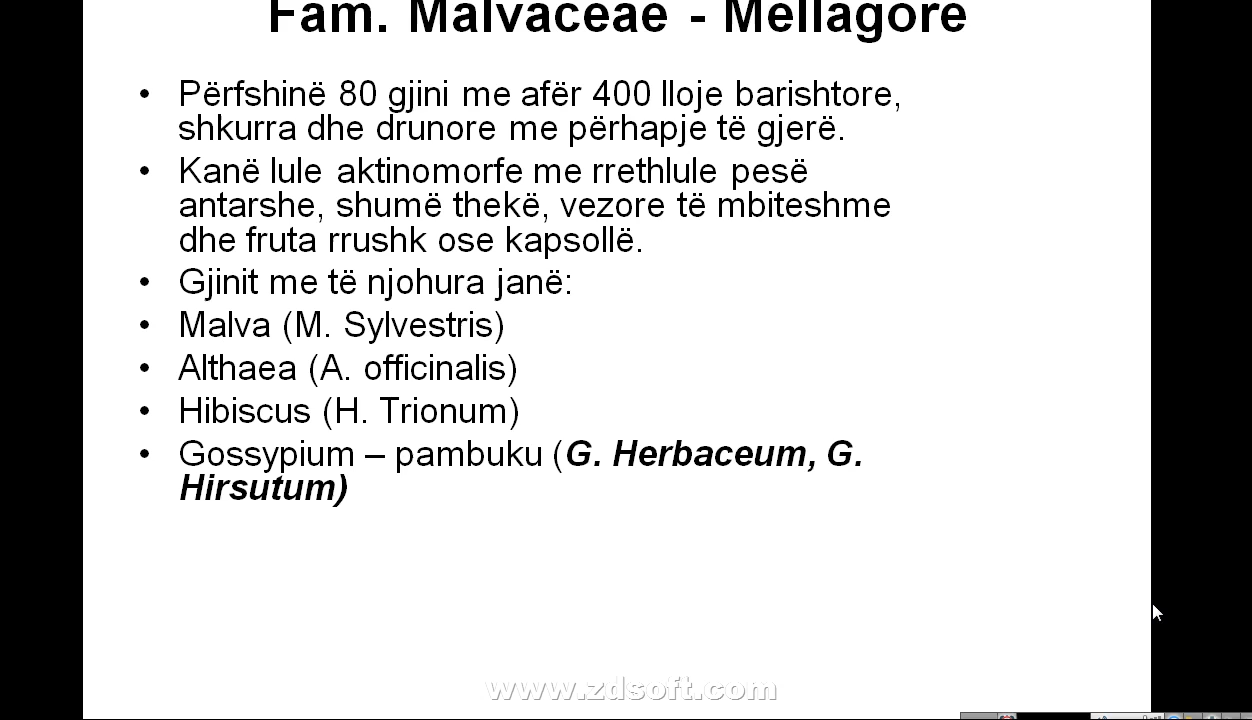 Fam. Malvaceae - Mellagore
• Përfshinë 80 gjini me afër 400 lloje barishtore,
shkurra dhe drunore me përhapje të gjerë.
• Kanë lule aktinomorfe me rrethlule pesë
antarshe, shumë thekë, vezore të mbiteshme
dhe fruta rrushk ose kapsollë.
• Gjinit me të njohura janë:
• Malva (M. Sylvestris)
• Althaea (A. officinalis)
• Hibiscus (H. Trionum)
• Gossypium – pambuku (G. Herbaceum, G.
Hirsutum)
www.zdsoft.com